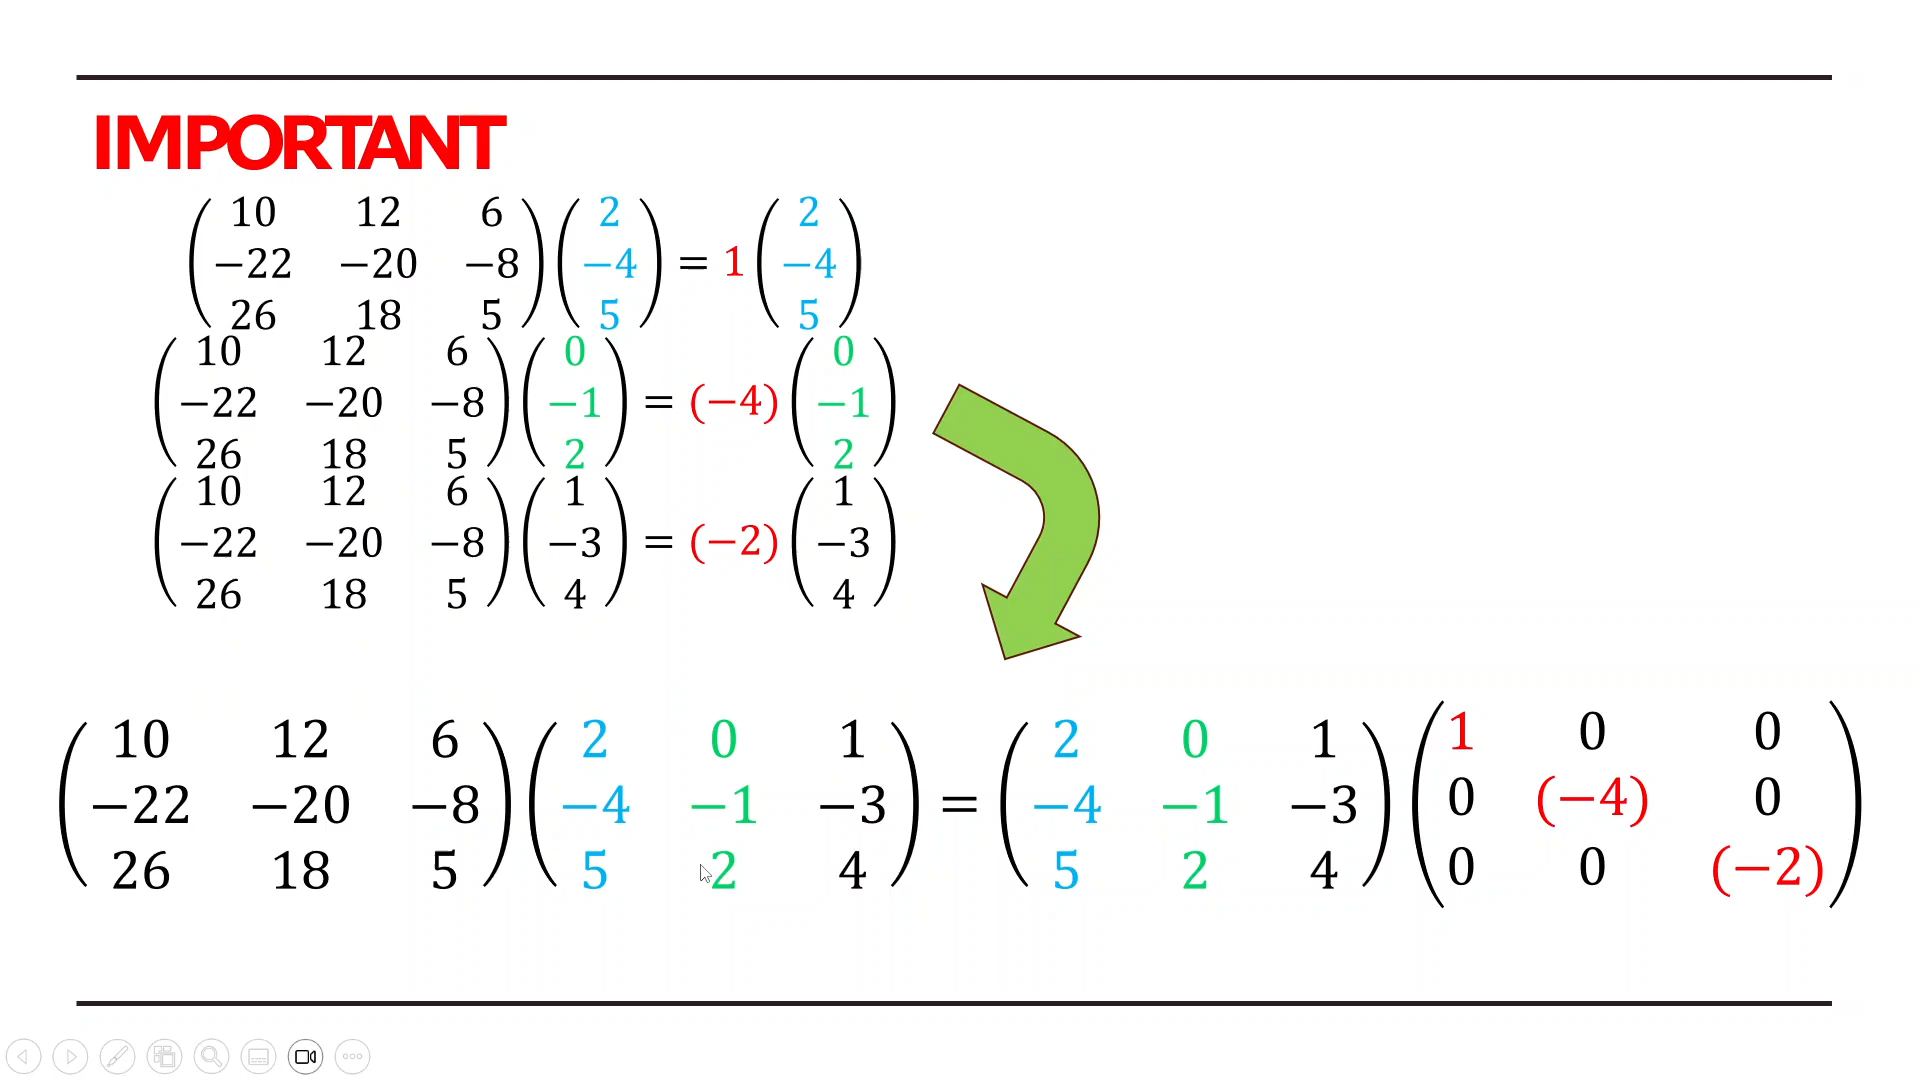 IMPORTANT
( 10 12 6 ) ( 2 ) ( 2 )
( −22 −20 −8 ) ( −4 ) = 1 ( −4 )
( 26 18 5 ) ( 5 ) ( 5 )
( 10 12 6 ) ( 0 ) ( 0 )
( −22 −20 −8 ) ( −1 ) = (−4) ( −1 )
( 26 18 5 ) ( 2 ) ( 2 )
( 10 12 6 ) ( 1 ) ( 1 )
( −22 −20 −8 ) ( −3 ) = (−2) ( −3 )
( 26 18 5 ) ( 4 ) ( 4 )
( 10 12 6 ) ( 2 0 1 ) ( 2 0 1 ) ( 1 0 0 )
( −22 −20 −8 ) ( −4 −1 −3 ) = ( −4 −1 −3 ) ( 0 (−4) 0 )
( 26 18 5 ) ( 5 2 4 ) ( 5 2 4 ) ( 0 0 (−2) )